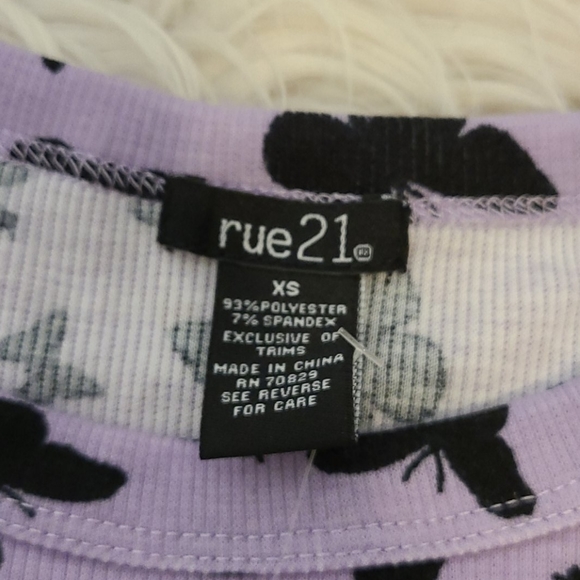 rue21
XS
93% POLYESTER
7% SPANDEX
EXCLUSIVE OF
TRIMS
MADE IN CHINA
RN 70829
SEE REVERSE
FOR CARE